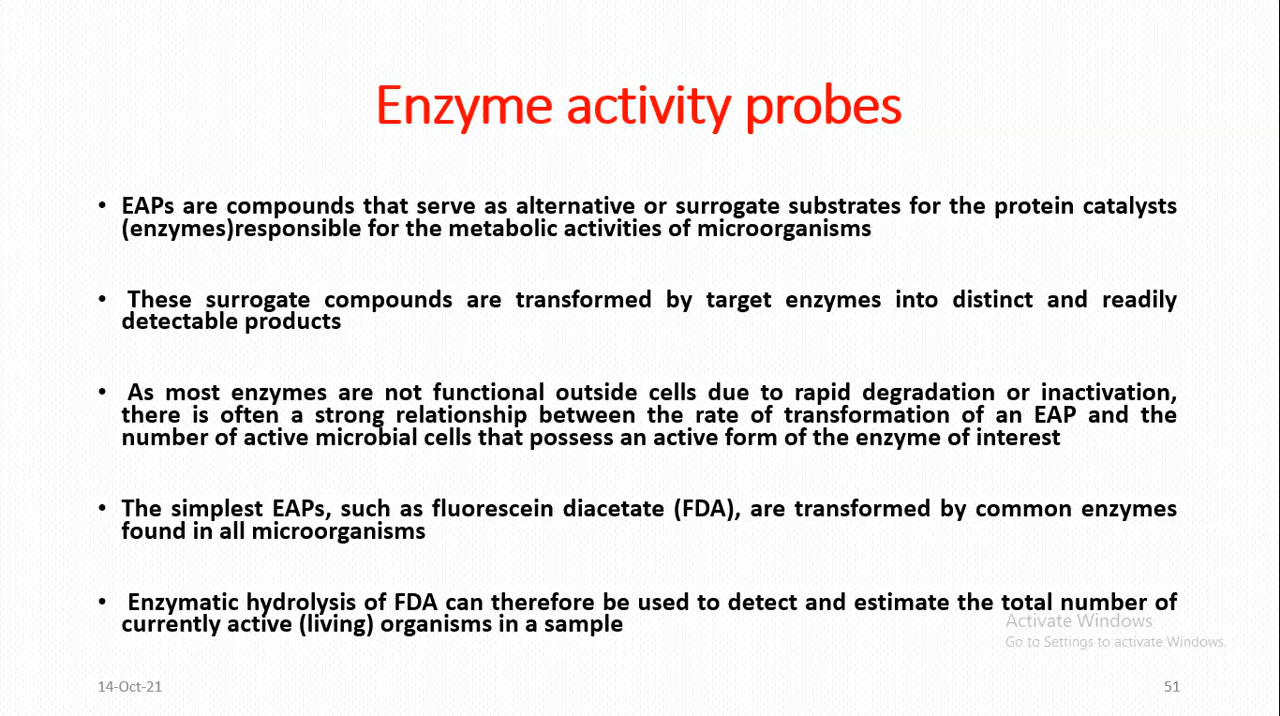 Enzyme activity probes
• EAPs are compounds that serve as alternative or surrogate substrates for the protein catalysts
(enzymes)responsible for the metabolic activities of microorganisms
• These surrogate compounds are transformed by target enzymes into distinct and readily
detectable products
• As most enzymes are not functional outside cells due to rapid degradation or inactivation,
there is often a strong relationship between the rate of transformation of an EAP and the
number of active microbial cells that possess an active form of the enzyme of interest
• The simplest EAPs, such as fluorescein diacetate (FDA), are transformed by common enzymes
found in all microorganisms
• Enzymatic hydrolysis of FDA can therefore be used to detect and estimate the total number of
currently active (living) organisms in a sample
Activate Windows
Go to Settings to activate Windows.
14-Oct-21
51